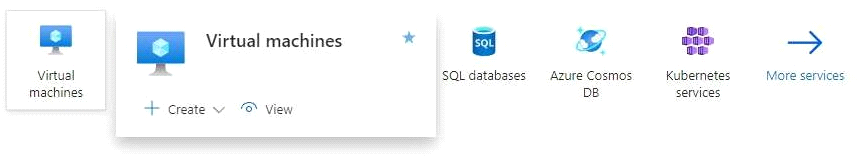 Virtual
machines
Virtual machines
Create
View
SQL
SQL databases
Azure Cosmos
DB
Kubernetes
services
More services